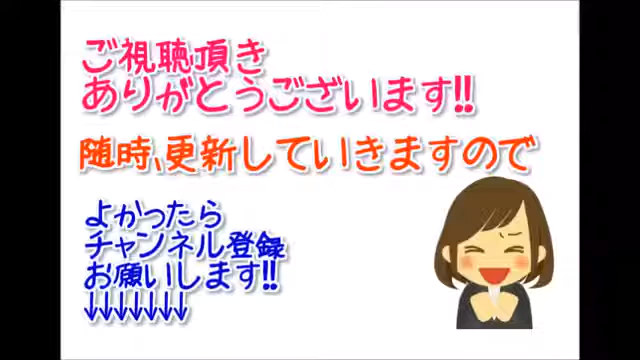 ご視聴頂き
ありがとうございます!!
随時、更新していきますので
よかったら
チャンネル登録
お願いします!!
↓↓↓↓↓↓↓